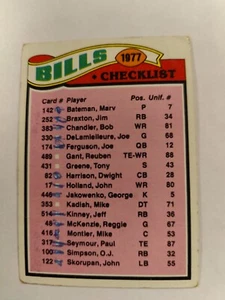 BILLS
1977
CHECKLIST
Card # Player Pos. Unif. #
142 Bateman, Marv P 7
252 Braxton, Jim RB 34
383 Chandler, Bob WR 81
330 DeLamielleure, Joe G 68
174 Ferguson, Joe QB 12
489 Gant, Reuben TE-WR 88
431 Greene, Tony S 43
82 Harrison, Dwight CB 28
17 Holland, John WR 80
449 Jakowenko, George K 5
353 Kadish, Mike DT 71
514 Kinney, Jeff RB 36
48 McKenzie, Reggie G 67
416 Montler, Mike C 53
317 Seymour, Paul TE 87
100 Simpson, O.J. RB 32
122 Skorupan, John LB 55